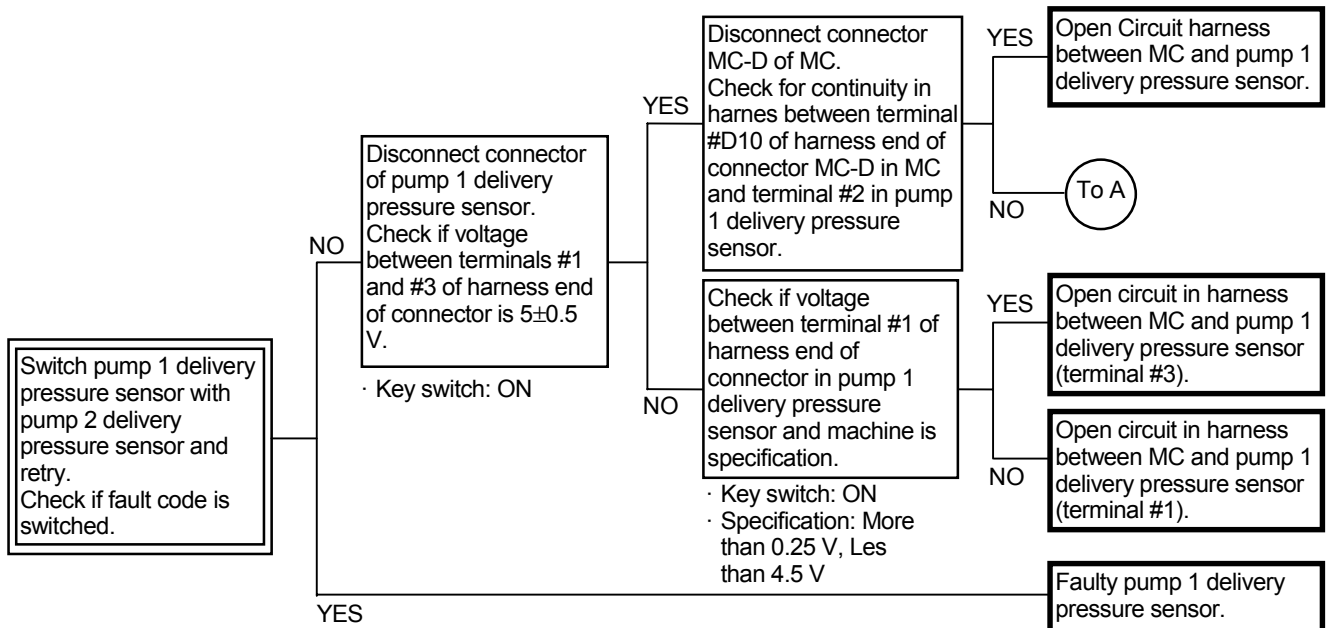 Switch pump 1 delivery
pressure sensor with
pump 2 delivery
pressure sensor and
retry.
Check if fault code is
switched.
NO
Disconnect connector
of pump 1 delivery
pressure sensor.
Check if voltage
between terminals #1
and #3 of harness end
of connector is 5±0.5
V.
· Key switch: ON
YES
Disconnect connector
MC-D of MC.
Check for continuity in
harnes between terminal
#D10 of harness end of
connector MC-D in MC
and terminal #2 in pump
1 delivery pressure
sensor.
YES
Open Circuit harness
between MC and pump 1
delivery pressure sensor.
NO
To A
NO
Check if voltage
between terminal #1 of
harness end of
connector in pump 1
delivery pressure
sensor and machine is
specification.
· Key switch: ON
· Specification: More
than 0.25 V, Les
than 4.5 V
YES
Open circuit in harness
between MC and pump 1
delivery pressure sensor
(terminal #3).
NO
Open circuit in harness
between MC and pump 1
delivery pressure sensor
(terminal #1).
YES
Faulty pump 1 delivery
pressure sensor.